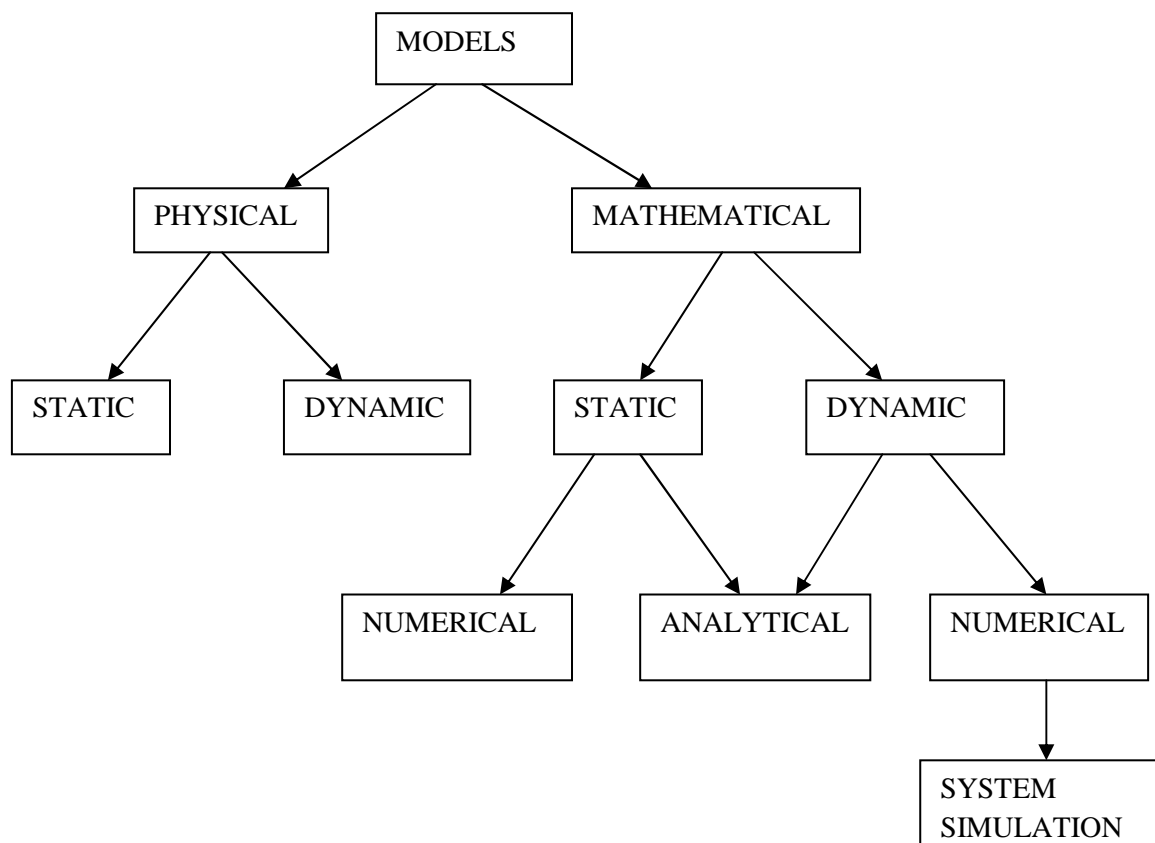 MODELS
PHYSICAL
MATHEMATICAL
STATIC
DYNAMIC
STATIC
DYNAMIC
NUMERICAL
ANALYTICAL
NUMERICAL
SYSTEM
SIMULATION